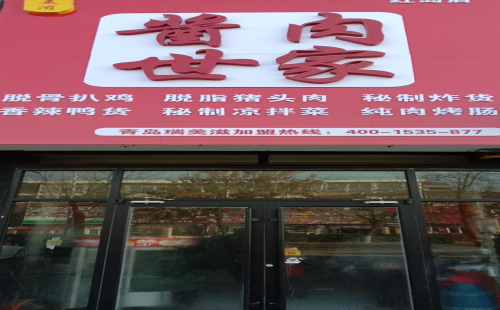 酱肉
世家
脱骨扒鸡 脱脂猪头肉 秘制炸货
香辣鸭货 秘制凉拌菜 纯肉烤肠
青岛瑞美滋加盟热线：400-1535-877